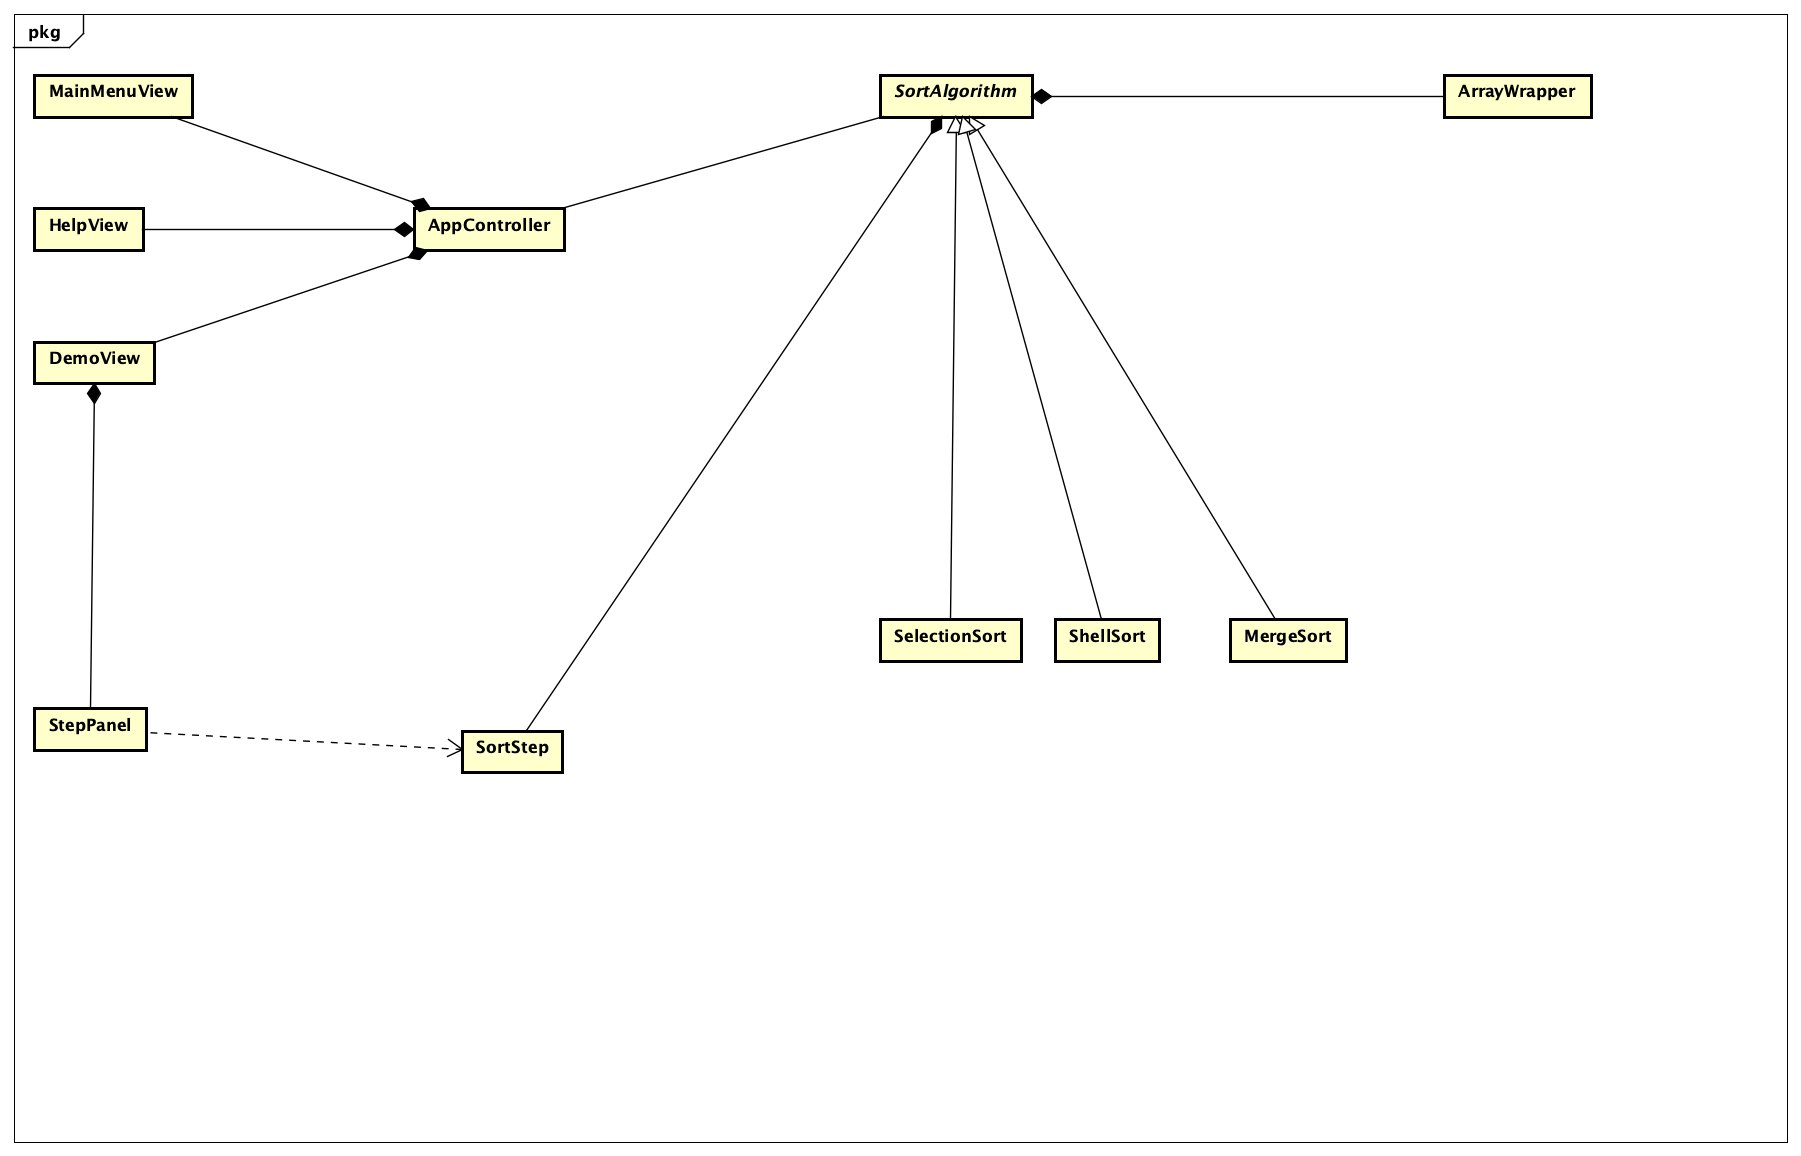 pkg
MainMenuView
SortAlgorithm
ArrayWrapper
HelpView
AppController
DemoView
SelectionSort
ShellSort
MergeSort
StepPanel
SortStep